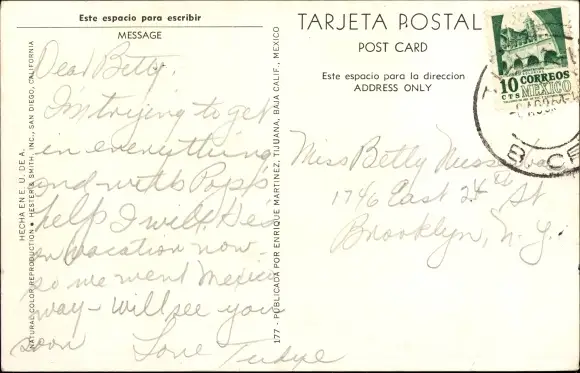 Este espacio para escribir
MESSAGE
Dear Betty,
I'm trying to get
in everything
and with Pop's
help I will. He's
on vacation now
so we went Mexico
way - will see you
soon Love
TARJETA POSTAL
POST CARD
Este espacio para la direccion
ADDRESS ONLY
10 CORREOS
CTS MEXICO
Miss Betty
1746 East 24th St
Brooklyn, N.Y.
HECHA EN E. U. DE A.
NATURAL COLOR REPRODUCTION ★ HESTER & SMITH, INC., SAN DIEGO, CALIFORNIA
177 - PUBLICADA POR ENRIQUE MARTINEZ, TIJUANA, BAJA CALIF., MEXICO